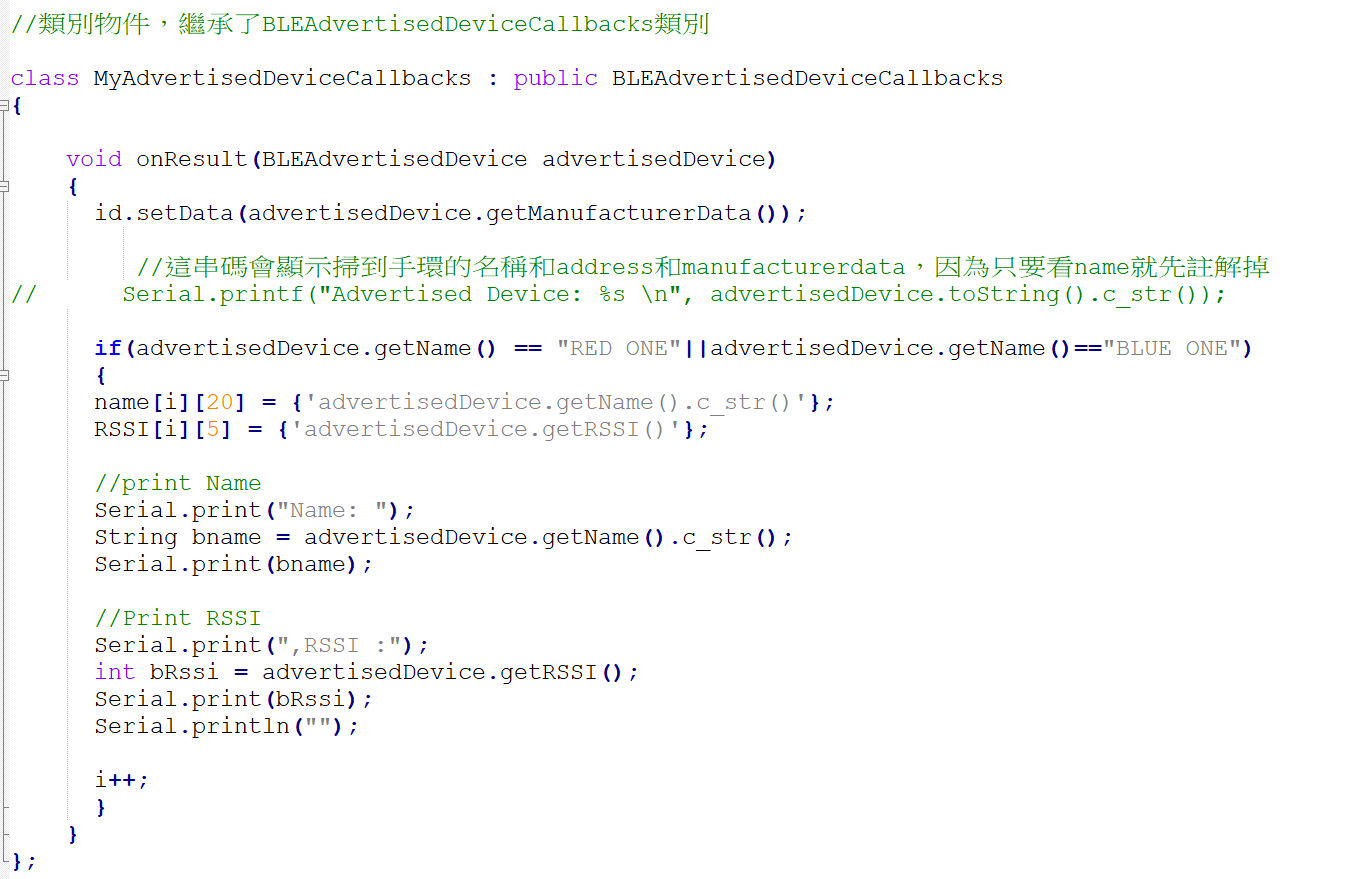 //類別物件，繼承了BLEAdvertisedDeviceCallbacks類別
class MyAdvertisedDeviceCallbacks : public BLEAdvertisedDeviceCallbacks
{
void onResult(BLEAdvertisedDevice advertisedDevice)
{
id.setData(advertisedDevice.getManufacturerData());
//這串碼會顯示掃到手環的名稱和address和manufacturerdata，因為只要看name就先註解掉
//      Serial.printf("Advertised Device: %s \n", advertisedDevice.toString().c_str());
if(advertisedDevice.getName() == "RED ONE"||advertisedDevice.getName()=="BLUE ONE")
{
name[i][20] = {'advertisedDevice.getName().c_str()'};
RSSI[i][5] = {'advertisedDevice.getRSSI()'};
//print Name
Serial.print("Name: ");
String bname = advertisedDevice.getName().c_str();
Serial.print(bname);
//Print RSSI
Serial.print(",RSSI :");
int bRssi = advertisedDevice.getRSSI();
Serial.print(bRssi);
Serial.println("");
i++;
}
}
};